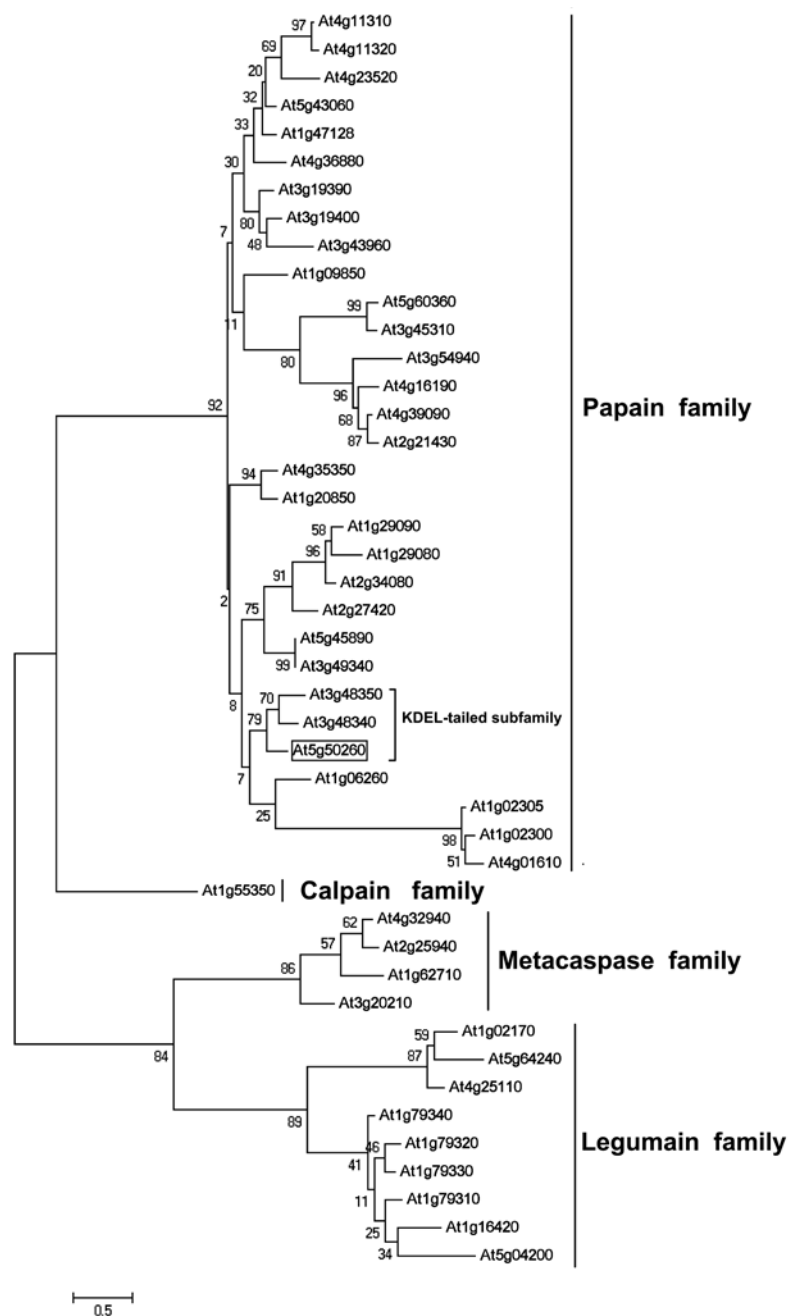 97
At4g11310
At4g11320
69
At4g23520
20
At5g43060
32
At1g47128
33
At4g36880
30
At3g19390
80
At3g19400
48
At3g43960
7
At1g09850
11
At5g60360
99
At3g45310
80
At3g54940
96
At4g16190
68
At4g39090
87
At2g21430
92
Papain family
94
At4g35350
At1g20850
58
At1g29090
96
At1g29080
At2g34080
91
At2g27420
2
75
At5g45890
99
At3g49340
8
70
At3g48350
79
At3g48340
KDEL-tailed subfamily
At5g50260
7
At1g06260
25
At1g02305
98
At1g02300
51
At4g01610
At1g55350
Calpain family
62
At4g32940
57
At2g25940
86
At1g62710
At3g20210
Metacaspase family
84
59
At1g02170
87
At5g64240
At4g25110
89
At1g79340
46
At1g79320
41
At1g79330
11
At1g79310
25
At1g16420
34
At5g04200
Legumain family
0.5